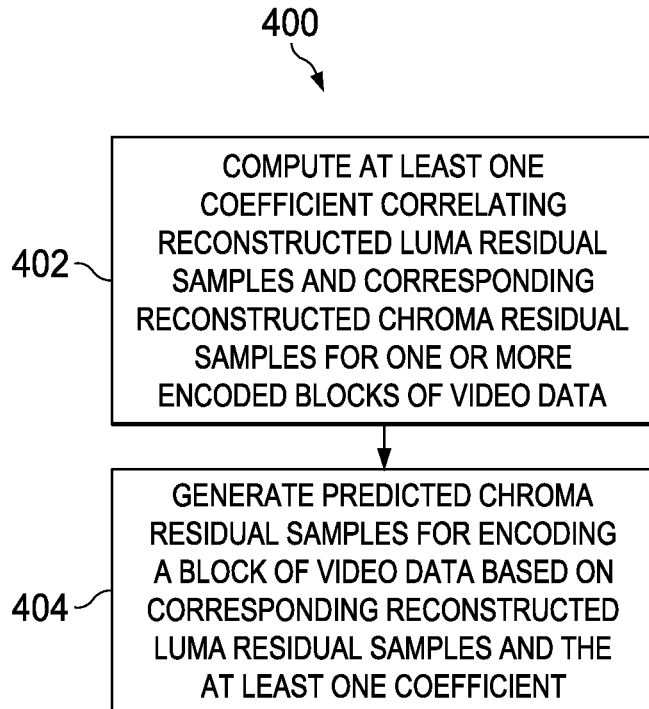 400
402
COMPUTE AT LEAST ONE
COEFFICIENT CORRELATING
RECONSTRUCTED LUMA RESIDUAL
SAMPLES AND CORRESPONDING
RECONSTRUCTED CHROMA RESIDUAL
SAMPLES FOR ONE OR MORE
ENCODED BLOCKS OF VIDEO DATA
404
GENERATE PREDICTED CHROMA
RESIDUAL SAMPLES FOR ENCODING
A BLOCK OF VIDEO DATA BASED ON
CORRESPONDING RECONSTRUCTED
LUMA RESIDUAL SAMPLES AND THE
AT LEAST ONE COEFFICIENT